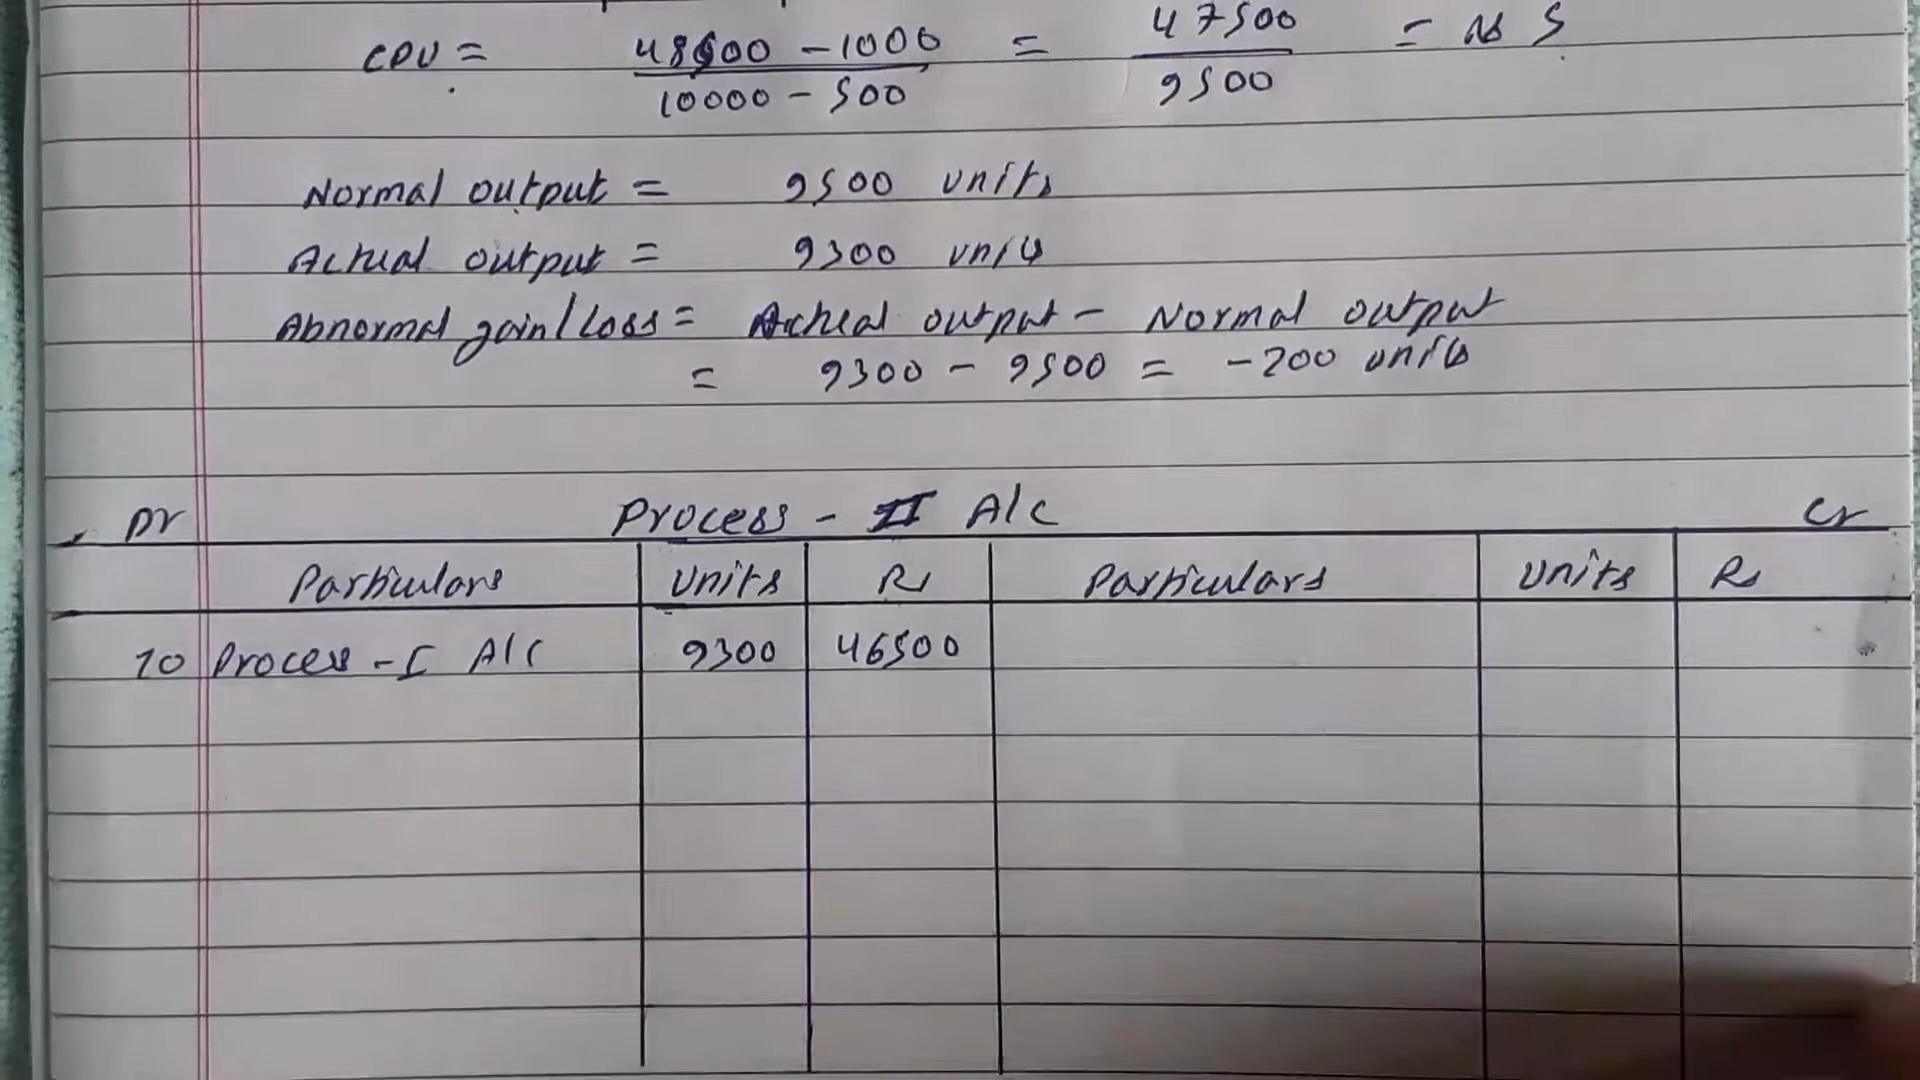 CPU = 48500 - 1000 / 10000 - 500 = 47500 / 9500 = Rs 5
Normal output = 9500 units
Actual output = 9300 units
Abnormal gain/Loss = Actual output - Normal output
= 9300 - 9500 = -200 units
Dr Process - II A/c Cr
Particulars Units Rs Particulars Units Rs
To Process - I A/c 9300 46500